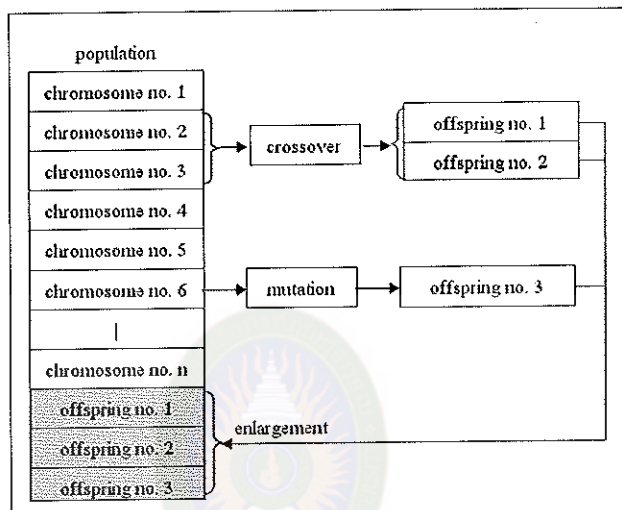 population
chromosome no. 1
chromosome no. 2
chromosome no. 3
chromosome no. 4
chromosome no. 5
chromosome no. 6
|
chromosome no. n
offspring no. 1
offspring no. 2
offspring no. 3
crossover
offspring no. 1
offspring no. 2
mutation
offspring no. 3
enlargement